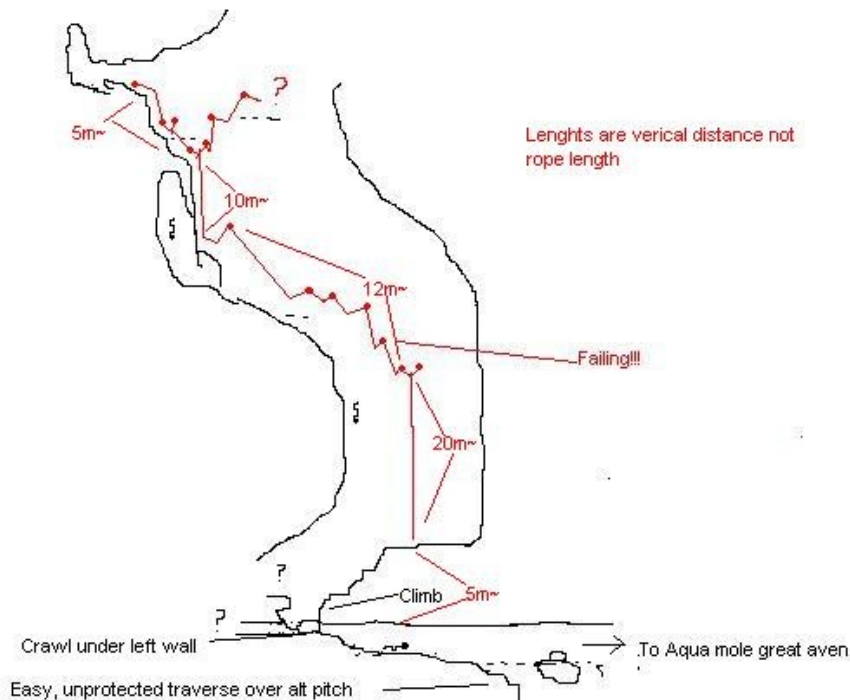 ?
5m~
Lenghts are verical distance not
rope length
10m~
12m~
Failing!!!
20m~
?
Climb
5m~
?
Crawl under left wall
To Aqua mole great aven
Easy, unprotected traverse over alt pitch